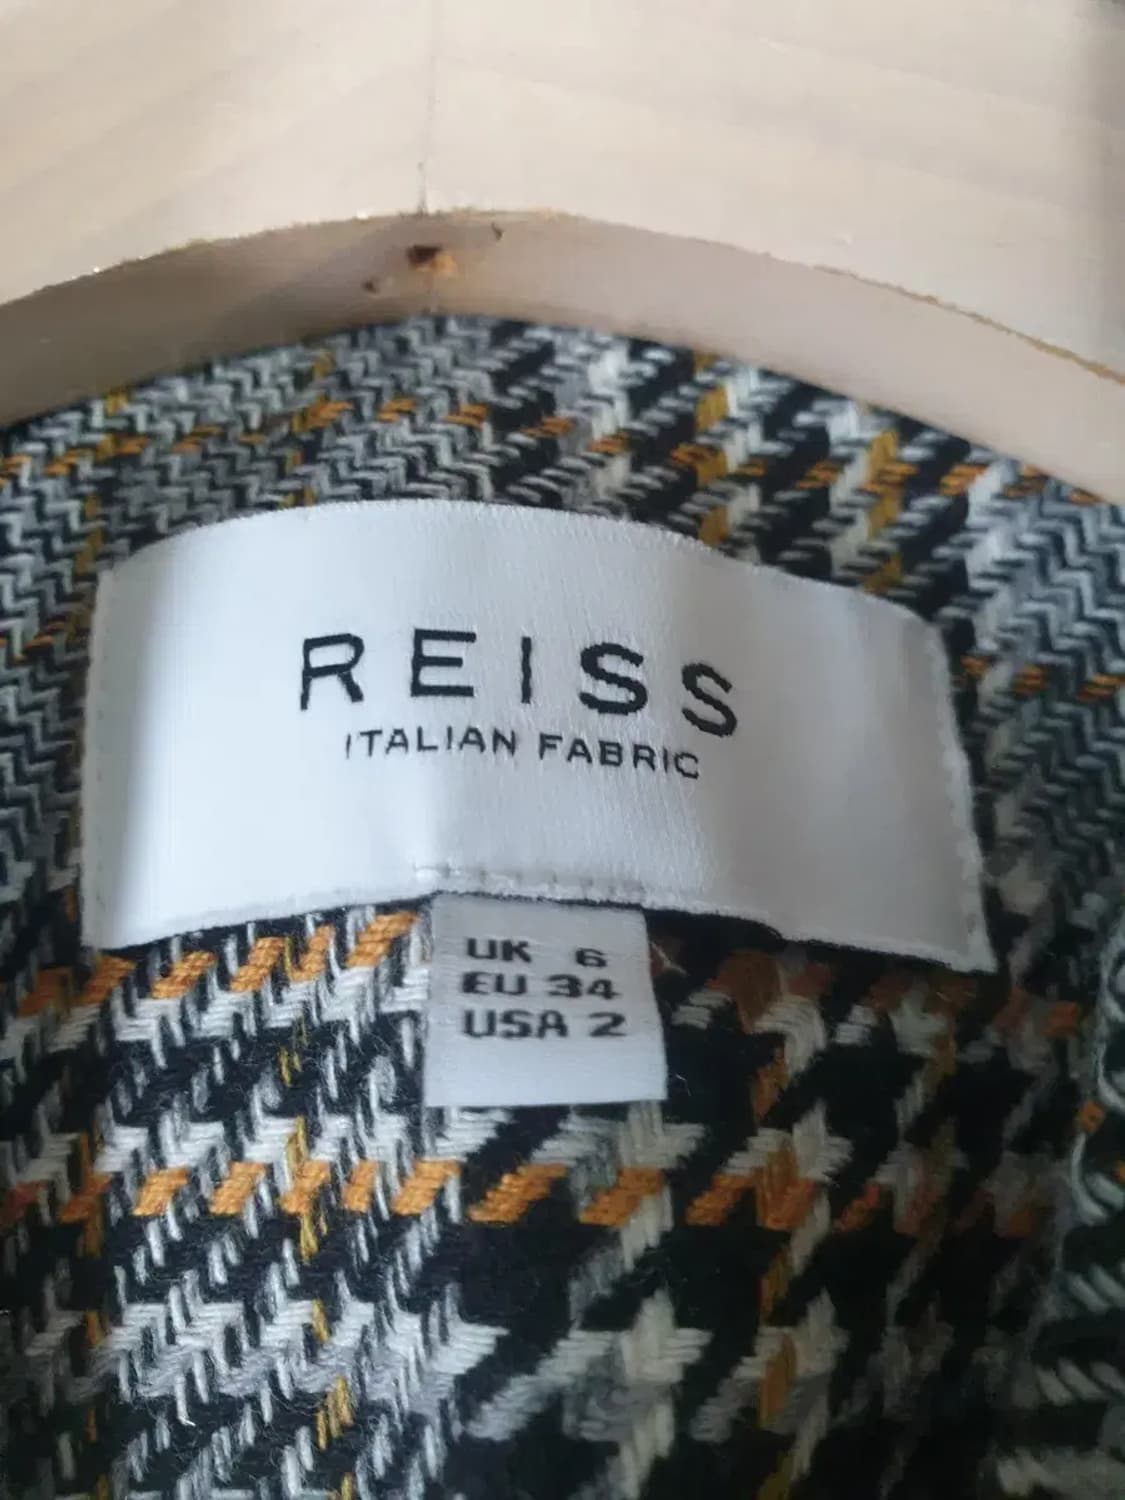 REISS
ITALIAN FABRIC
UK 6
EU 34
USA 2